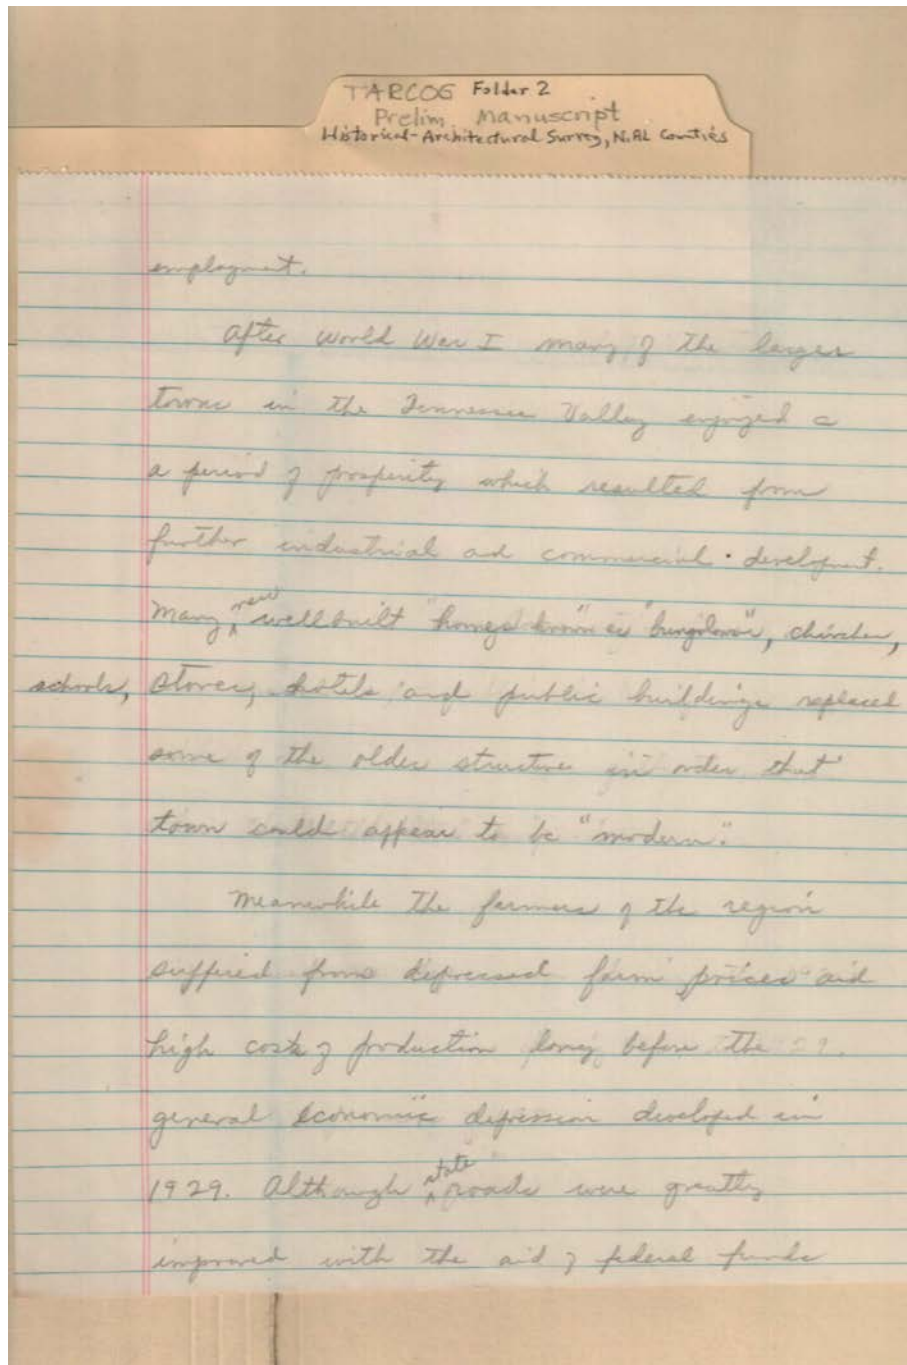 TARCOG Folder 2
Prelim. Manuscript
Historical-Architectural Survey, N. AL Counties
employment.
After World War I many of the larger
towns in the Tennessee Valley enjoyed a
a period of prosperity which resulted from
further industrial and commercial development.
Many new well built "homes known as "bungalows", churches,
schools, stores, hotels and public buildings replaced
some of the older structures in order that
town could appear to be "modern."
Meanwhile the farmers of the region
suffered from depressed farm prices and
high costs of production long before the
general economic depression developed in
1929. Although state roads were greatly
improved with the aid of federal funds